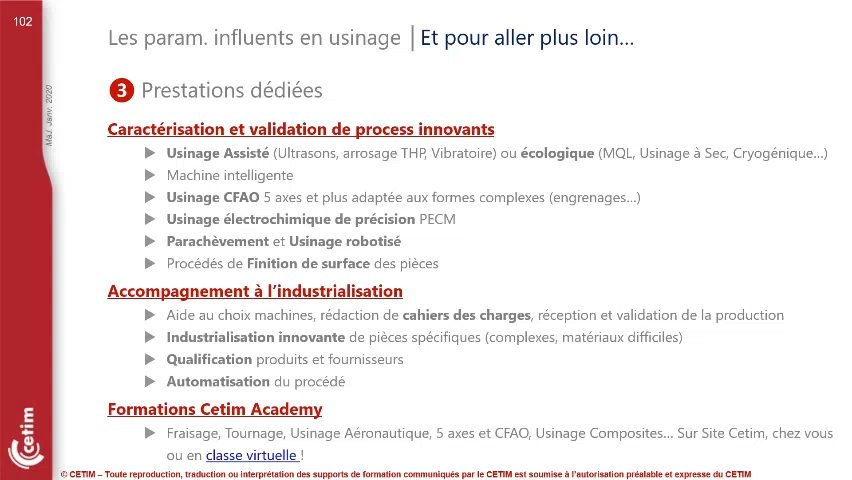 102
Les param. influents en usinage | Et pour aller plus loin...
MàJ. Janv. 2020
3 Prestations dédiées
Caractérisation et validation de process innovants
▶ Usinage Assisté (Ultrasons, arrosage THP, Vibratoire) ou écologique (MQL, Usinage à Sec, Cryogénique...)
▶ Machine intelligente
▶ Usinage CFAO 5 axes et plus adaptée aux formes complexes (engrenages...)
▶ Usinage électrochimique de précision PECM
▶ Parachèvement et Usinage robotisé
▶ Procédés de Finition de surface des pièces
Accompagnement à l'industrialisation
▶ Aide au choix machines, rédaction de cahiers des charges, réception et validation de la production
▶ Industrialisation innovante de pièces spécifiques (complexes, matériaux difficiles)
▶ Qualification produits et fournisseurs
▶ Automatisation du procédé
Formations Cetim Academy
▶ Fraisage, Tournage, Usinage Aéronautique, 5 axes et CFAO, Usinage Composites... Sur Site Cetim, chez vous
ou en classe virtuelle !
Cetim
© CETIM – Toute reproduction, traduction ou interprétation des supports de formation communiqués par le CETIM est soumise à l'autorisation préalable et expresse du CETIM